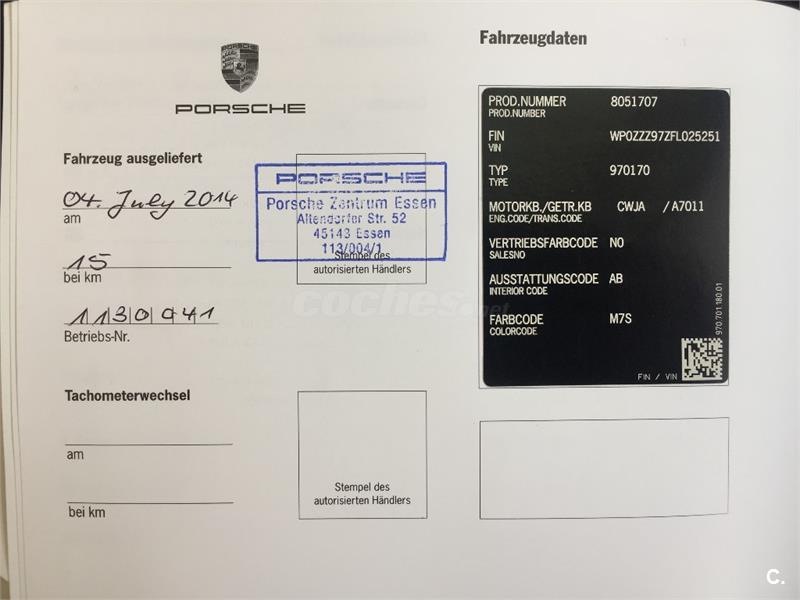 PORSCHE
Fahrzeug ausgeliefert
04. July 2014
am
15
bei km
1130041
Betriebs-Nr.
PORSCHE
Porsche Zentrum Essen
Altendorfer Str. 52
45143 Essen
113/004/1
Stempel des
autorisierten Händlers
Tachometerwechsel
am
bei km
Stempel des
autorisierten Händlers
Fahrzeugdaten
PROD.NUMMER 8051707
PROD.NUMBER
FIN WP0ZZZ97ZFL025251
VIN
TYP 970170
TYPE
MOTORKB./GETR.KB CWJA / A7011
ENG.CODE/TRANS.CODE
VERTRIEBSFARBCODE N0
SALESNO
AUSSTATTUNGSCODE AB
INTERIOR CODE
FARBCODE M7S
COLORCODE
970.701.180.01
FIN / VIN
coches.net
C.